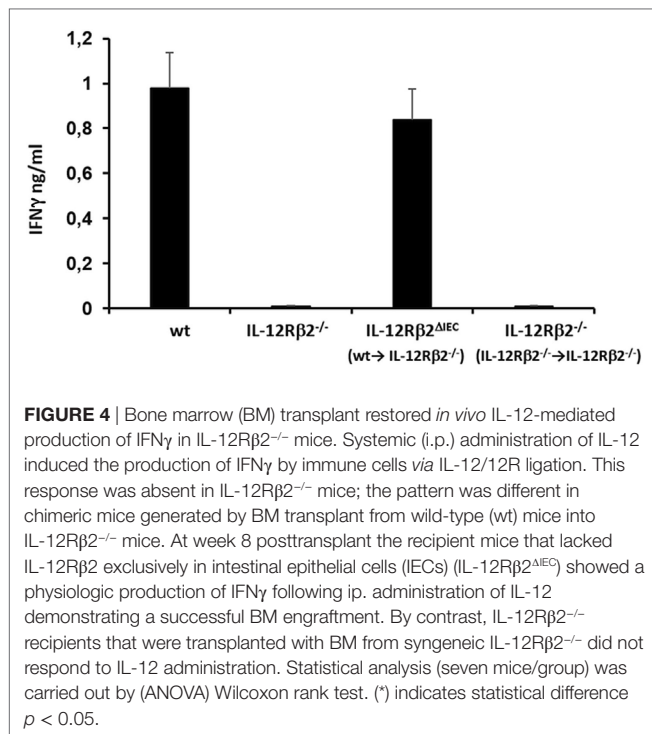 1,2
1
0,8
0,6
0,4
0,2
0
IFNγ ng/ml
wt IL-12Rβ2-/- IL-12Rβ2ΔIEC IL-12Rβ2-/-
(wt→ IL-12Rβ2-/-) (IL-12Rβ2-/-→IL-12Rβ2-/-)
FIGURE 4 | Bone marrow (BM) transplant restored in vivo IL-12-mediated
production of IFNγ in IL-12Rβ2−/− mice. Systemic (i.p.) administration of IL-12
induced the production of IFNγ by immune cells via IL-12/12R ligation. This
response was absent in IL-12Rβ2−/− mice; the pattern was different in
chimeric mice generated by BM transplant from wild-type (wt) mice into
IL-12Rβ2−/− mice. At week 8 posttransplant the recipient mice that lacked
IL-12Rβ2 exclusively in intestinal epithelial cells (IECs) (IL-12Rβ2ΔIEC) showed a
physiologic production of IFNγ following ip. administration of IL-12
demonstrating a successful BM engraftment. By contrast, IL-12Rβ2−/−
recipients that were transplanted with BM from syngeneic IL-12Rβ2−/− did not
respond to IL-12 administration. Statistical analysis (seven mice/group) was
carried out by (ANOVA) Wilcoxon rank test. (*) indicates statistical difference
p < 0.05.